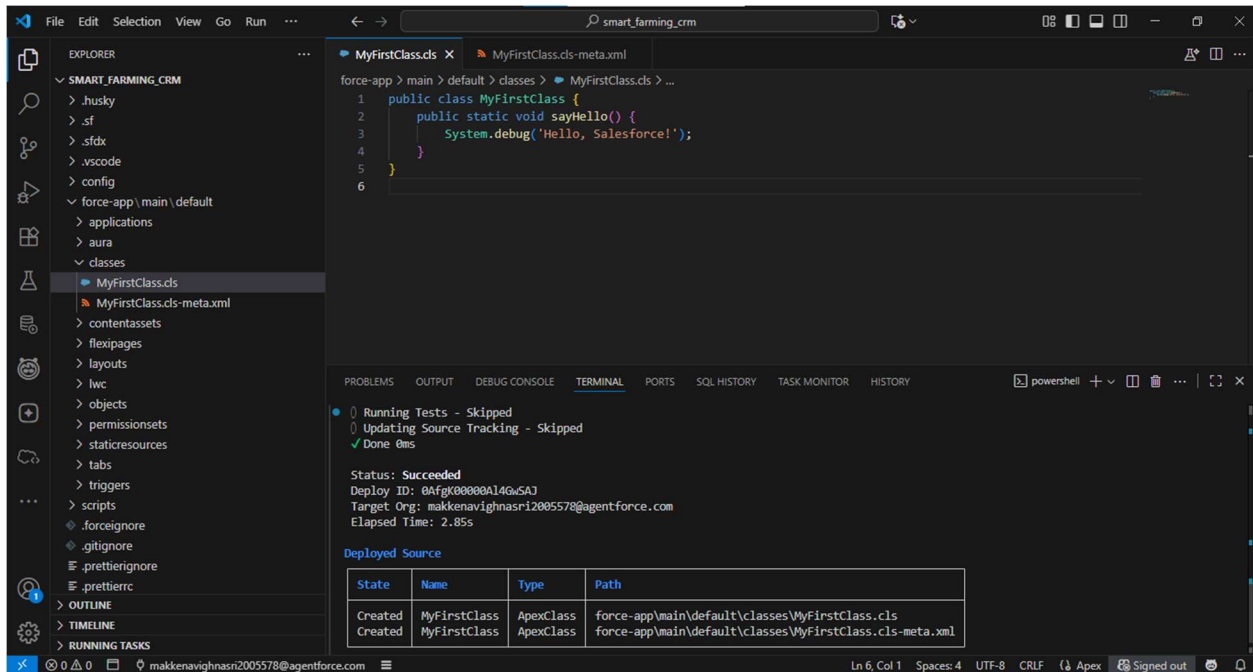 File Edit Selection View Go Run ...
smart_farming_crm
EXPLORER
SMART_FARMING_CRM
.husky
.sf
.sfdx
.vscode
config
force-app\main\default
applications
aura
classes
MyFirstClass.cls
MyFirstClass.cls-meta.xml
contentassets
flexipages
layouts
lwc
objects
permissionsets
staticresources
tabs
triggers
scripts
.forceignore
.gitignore
.prettierignore
.prettierrc
OUTLINE
TIMELINE
RUNNING TASKS
MyFirstClass.cls MyFirstClass.cls-meta.xml
force-app > main > default > classes > MyFirstClass.cls > ...
1 public class MyFirstClass {
2 public static void sayHello() {
3 System.debug('Hello, Salesforce!');
4 }
5 }
6
PROBLEMS OUTPUT DEBUG CONSOLE TERMINAL PORTS SQL HISTORY TASK MONITOR HISTORY powershell
Running Tests - Skipped
Updating Source Tracking - Skipped
✓ Done 0ms
Status: Succeeded
Deploy ID: 0AfgK00000Al4GwSAJ
Target Org: makkenavighnasri2005578@agentforce.com
Elapsed Time: 2.85s
Deployed Source
State Name Type Path
Created MyFirstClass ApexClass force-app\main\default\classes\MyFirstClass.cls
Created MyFirstClass ApexClass force-app\main\default\classes\MyFirstClass.cls-meta.xml
1
0 0 makkenavighnasri2005578@agentforce.com Ln 6, Col 1 Spaces: 4 UTF-8 CRLF {} Apex Signed out